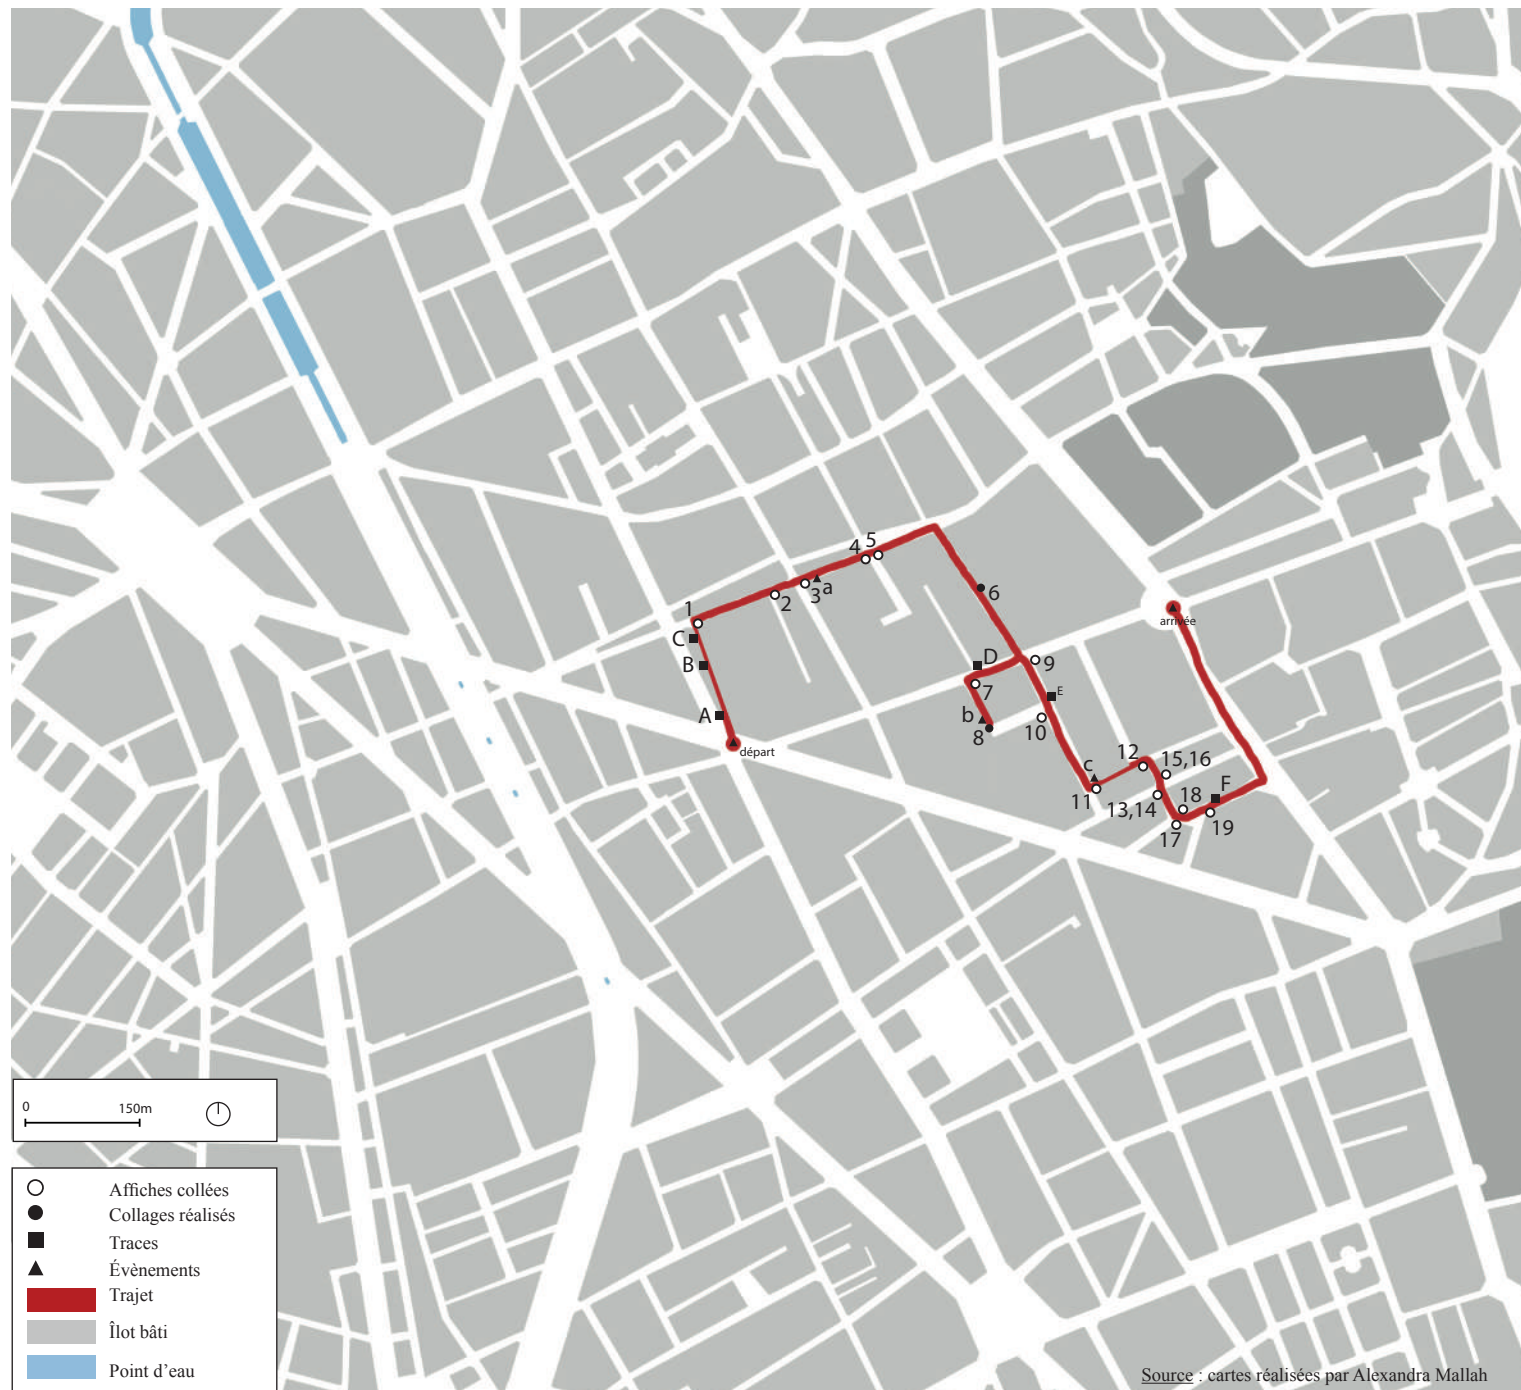 5
4
6
3
a
2
1
arrivée
C
D
9
B
7
E
A
b
10
8
départ
12
15,16
c
11
F
13,14
18
19
17
0 150m
Affiches collées
Collages réalisés
Traces
Évènements
Trajet
Îlot bâti
Point d’eau
Source : cartes réalisées par Alexandra Mallah